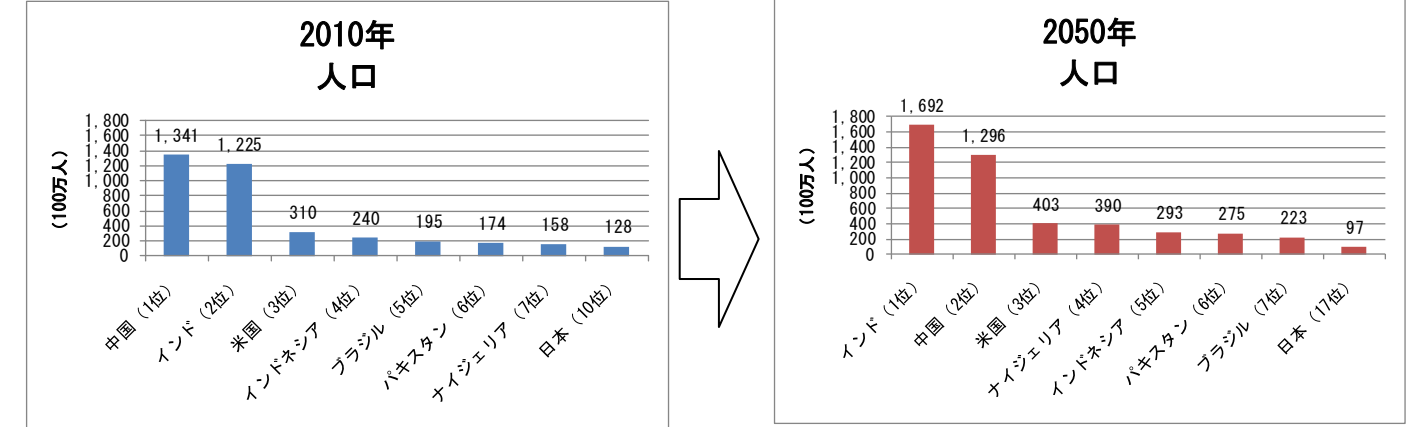 2010年
人口
(100万人)
1,800
1,600
1,400
1,200
1,000
800
600
400
200
0
1,341
1,225
310
240
195
174
158
128
中国（1位）
インド（2位）
米国（3位）
インドネシア（4位）
ブラジル（5位）
パキスタン（6位）
ナイジェリア（7位）
日本（10位）
2050年
人口
(100万人)
1,800
1,600
1,400
1,200
1,000
800
600
400
200
0
1,692
1,296
403
390
293
275
223
97
インド（1位）
中国（2位）
米国（3位）
ナイジェリア（4位）
インドネシア（5位）
パキスタン（6位）
ブラジル（7位）
日本（17位）